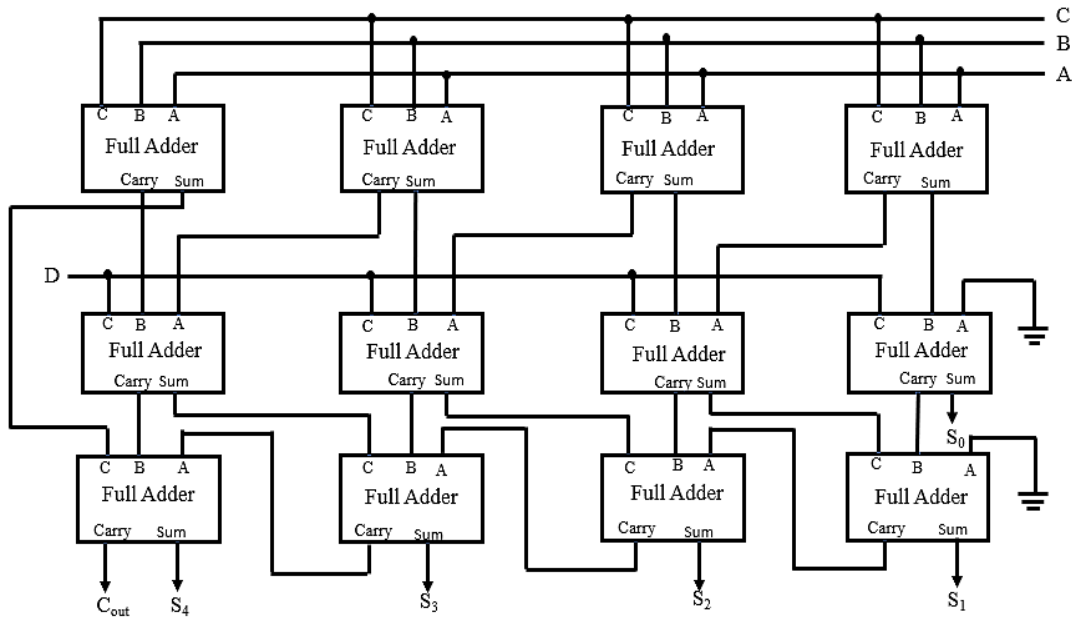 C
B
A
C B A C B A C B A C B A
Full Adder Full Adder Full Adder Full Adder
Carry Sum Carry Sum Carry Sum Carry Sum
D
C B A C B A C B A C B A
Full Adder Full Adder Full Adder Full Adder
Carry Sum Carry Sum Carry Sum Carry Sum
S0
C B A C B A C B A C B A
Full Adder Full Adder Full Adder Full Adder
Carry Sum Carry Sum Carry Sum Carry Sum
Cout S4 S3 S2 S1